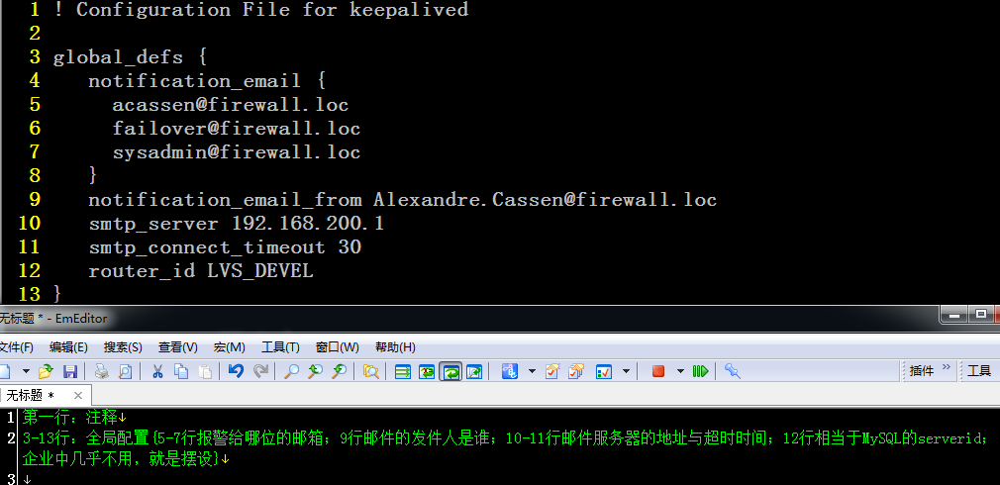 1 ! Configuration File for keepalived
2
3 global_defs {
4 notification_email {
5 acassen@firewall.loc
6 failover@firewall.loc
7 sysadmin@firewall.loc
8 }
9 notification_email_from Alexandre.Cassen@firewall.loc
10 smtp_server 192.168.200.1
11 smtp_connect_timeout 30
12 router_id LVS_DEVEL
13 }
无标题 * - EmEditor
文件(F) 编辑(E) 搜索(S) 查看(V) 宏(M) 工具(T) 窗口(W) 帮助(H)
插件 » 工具
无标题 *
1 第一行：注释↓
2 3-13行：全局配置{5-7行报警给哪位的邮箱；9行邮件的发件人是谁；10-11行邮件服务器的地址与超时时间；12行相当于MySQL的serverid；
企业中几乎不用，就是摆设}↓
3 ↓